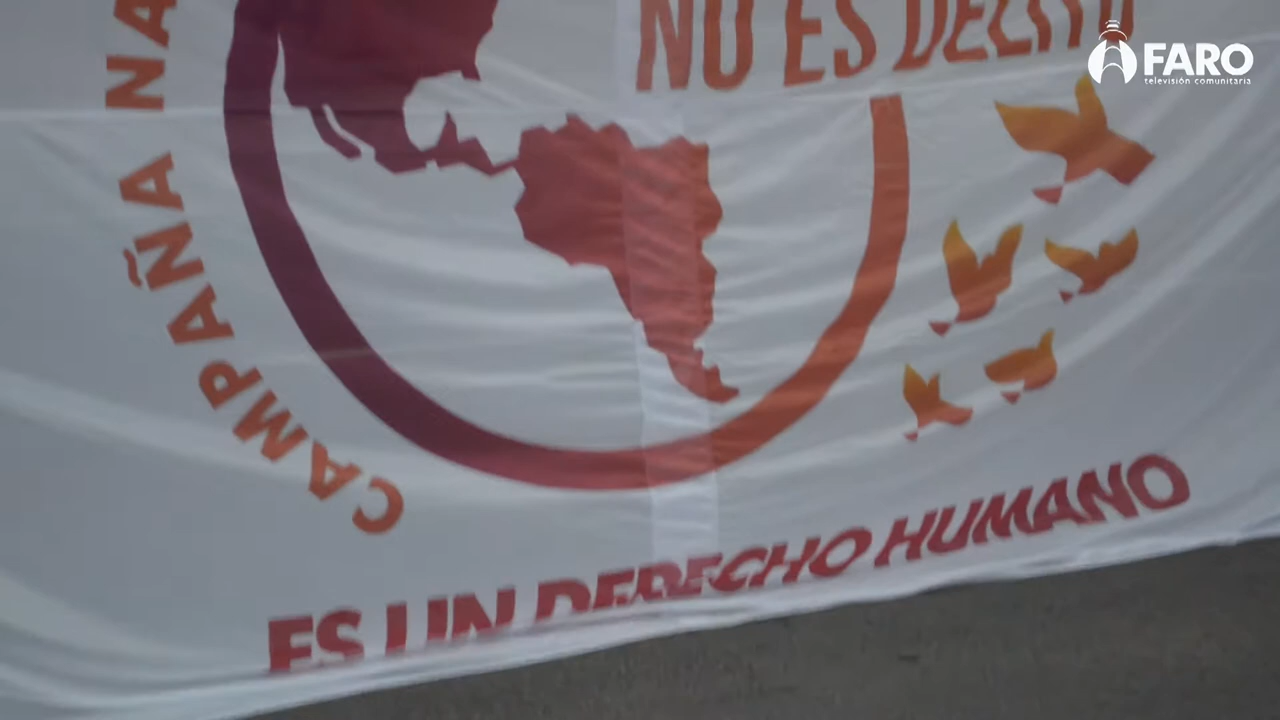 NO ES DELITO
FARO
televisión comunitaria
CAMPAÑA NA
ES UN DERECHO HUMANO